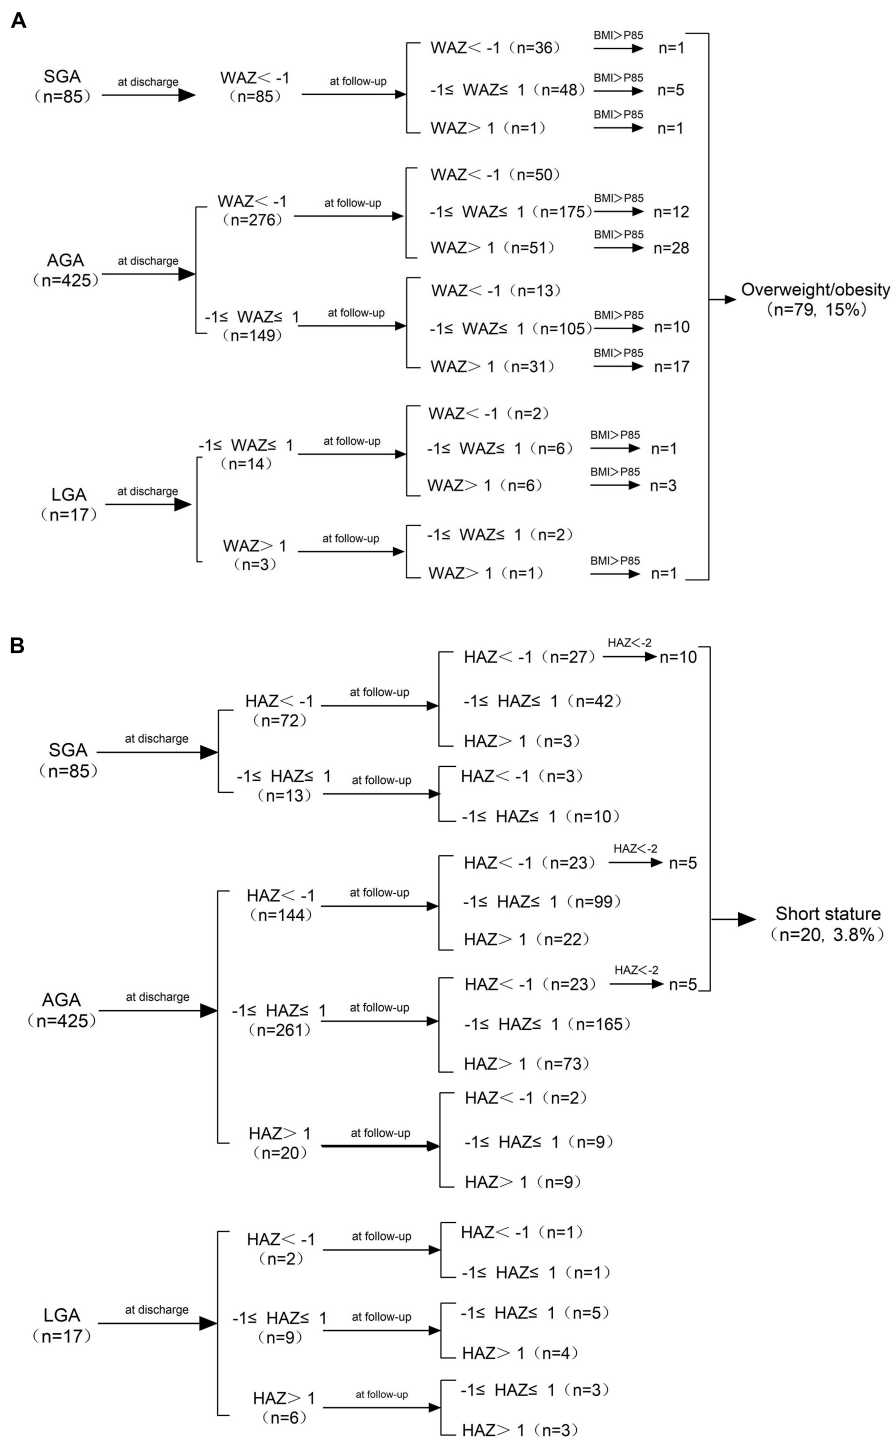 A
SGA
（n=85）
at discharge
WAZ＜ -1
（n=85）
at follow-up
WAZ＜ -1（n=36）
BMI＞P85
n=1
-1≤ WAZ≤ 1（n=48）
BMI＞P85
n=5
WAZ＞ 1（n=1）
BMI＞P85
n=1
AGA
（n=425）
at discharge
WAZ＜ -1
（n=276）
at follow-up
WAZ＜ -1（n=50）
-1≤ WAZ≤ 1（n=175）
BMI＞P85
n=12
WAZ＞ 1（n=51）
BMI＞P85
n=28
-1≤ WAZ≤ 1
（n=149）
at follow-up
WAZ＜ -1（n=13）
-1≤ WAZ≤ 1（n=105）
BMI＞P85
n=10
WAZ＞ 1（n=31）
BMI＞P85
n=17
LGA
（n=17）
at discharge
-1≤ WAZ≤ 1
（n=14）
at follow-up
WAZ＜ -1（n=2）
-1≤ WAZ≤ 1（n=6）
BMI＞P85
n=1
WAZ＞ 1（n=6）
BMI＞P85
n=3
WAZ＞ 1
（n=3）
at follow-up
-1≤ WAZ≤ 1（n=2）
WAZ＞ 1（n=1）
BMI＞P85
n=1
Overweight/obesity
（n=79, 15%）
B
SGA
（n=85）
at discharge
HAZ＜ -1
（n=72）
at follow-up
HAZ＜ -1（n=27）
HAZ＜-2
n=10
-1≤ HAZ≤ 1（n=42）
HAZ＞ 1（n=3）
-1≤ HAZ≤ 1
（n=13）
at follow-up
HAZ＜ -1（n=3）
-1≤ HAZ≤ 1（n=10）
AGA
（n=425）
at discharge
HAZ＜ -1
（n=144）
at follow-up
HAZ＜ -1（n=23）
HAZ＜-2
n=5
-1≤ HAZ≤ 1（n=99）
HAZ＞ 1（n=22）
-1≤ HAZ≤ 1
（n=261）
at follow-up
HAZ＜ -1（n=23）
HAZ＜-2
n=5
-1≤ HAZ≤ 1（n=165）
HAZ＞ 1（n=73）
HAZ＞ 1
（n=20）
at follow-up
HAZ＜ -1（n=2）
-1≤ HAZ≤ 1（n=9）
HAZ＞ 1（n=9）
Short stature
（n=20, 3.8%）
LGA
（n=17）
at discharge
HAZ＜ -1
（n=2）
at follow-up
HAZ＜ -1（n=1）
-1≤ HAZ≤ 1（n=1）
-1≤ HAZ≤ 1
（n=9）
at follow-up
-1≤ HAZ≤ 1（n=5）
HAZ＞ 1（n=4）
HAZ＞ 1
（n=6）
at follow-up
-1≤ HAZ≤ 1（n=3）
HAZ＞ 1（n=3）